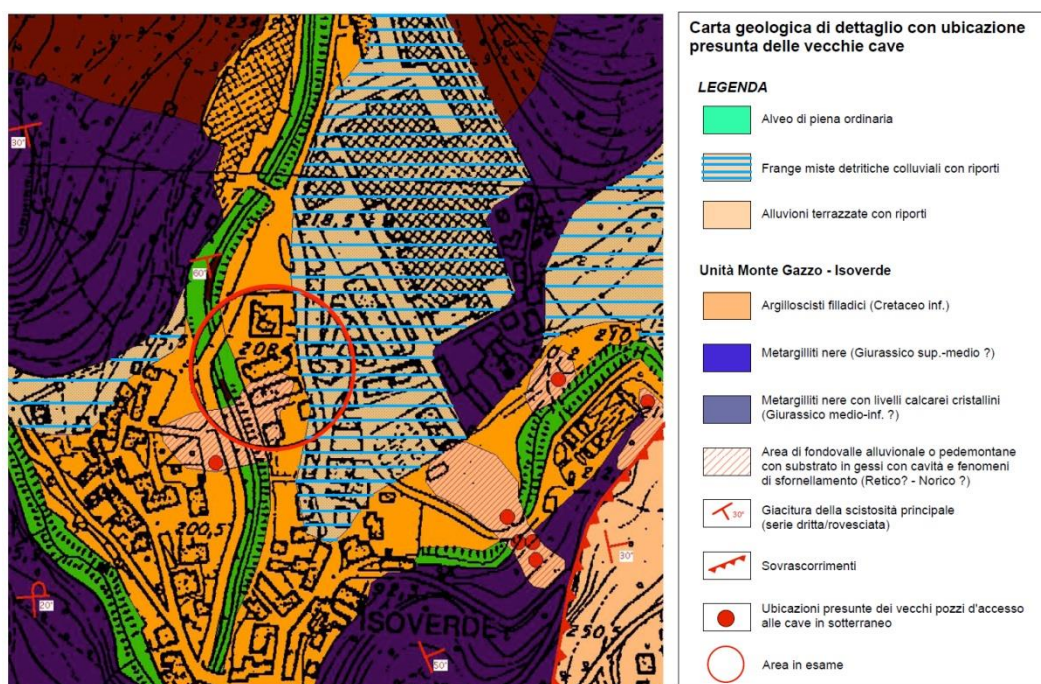 Carta geologica di dettaglio con ubicazione
presunta delle vecchie cave
LEGENDA
Alveo di piena ordinaria
Frange miste detritiche colluviali con riporti
Alluvioni terrazzate con riporti
Unità Monte Gazzo - Isoverde
Argilloscisti filladici (Cretaceo inf.)
Metargilliti nere (Giurassico sup.-medio ?)
Metargilliti nere con livelli calcarei cristallini
(Giurassico medio-inf. ?)
Area di fondovalle alluvionale o pedemontane
con substrato in gessi con cavità e fenomeni
di sfornellamento (Retico? - Norico ?)
30°
Giacitura della scistosità principale
(serie dritta/rovesciata)
Sovrascorrimenti
Ubicazioni presunte dei vecchi pozzi d'accesso
alle cave in sotterraneo
Area in esame
30°
218.5
60°
208.5
210
200,5
30°
20°
ISOVERDE
250
50°